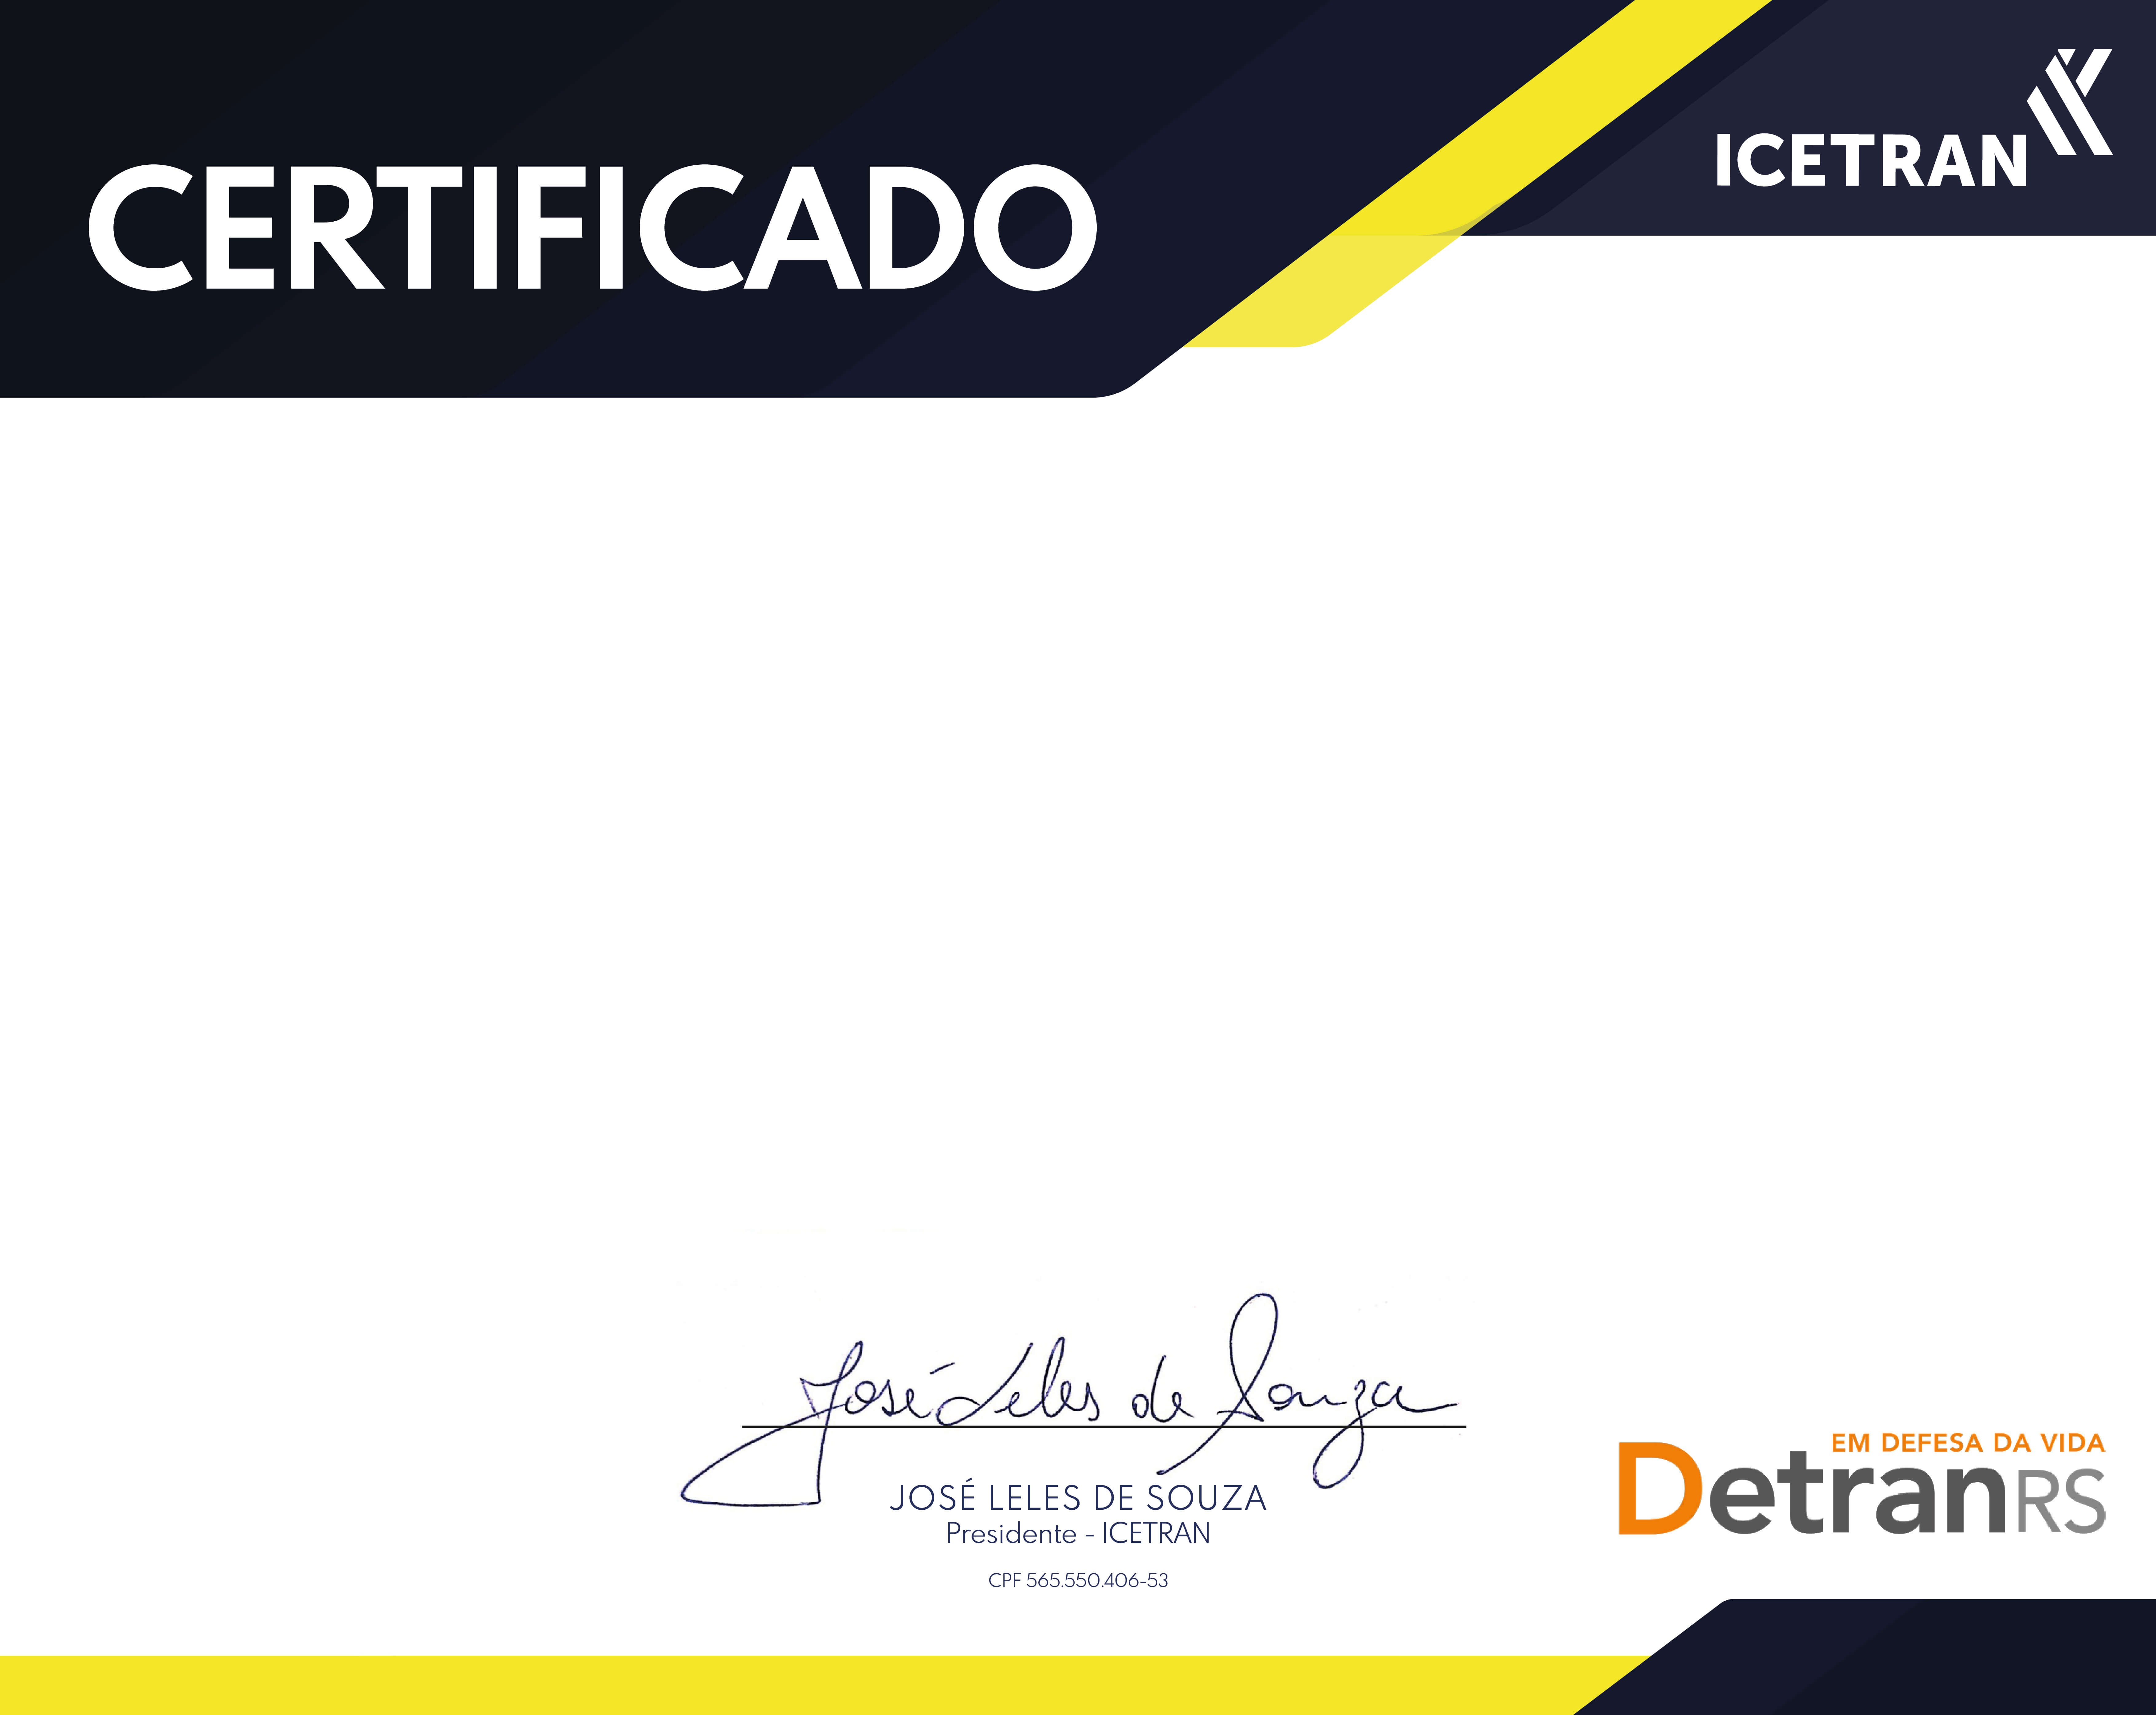 CERTIFICADO
ICETRAN
José Leles de Souza
JOSÉ LELES DE SOUZA
Presidente - ICETRAN
CPF 565.550.406-53
EM DEFESA DA VIDA
DetranRS